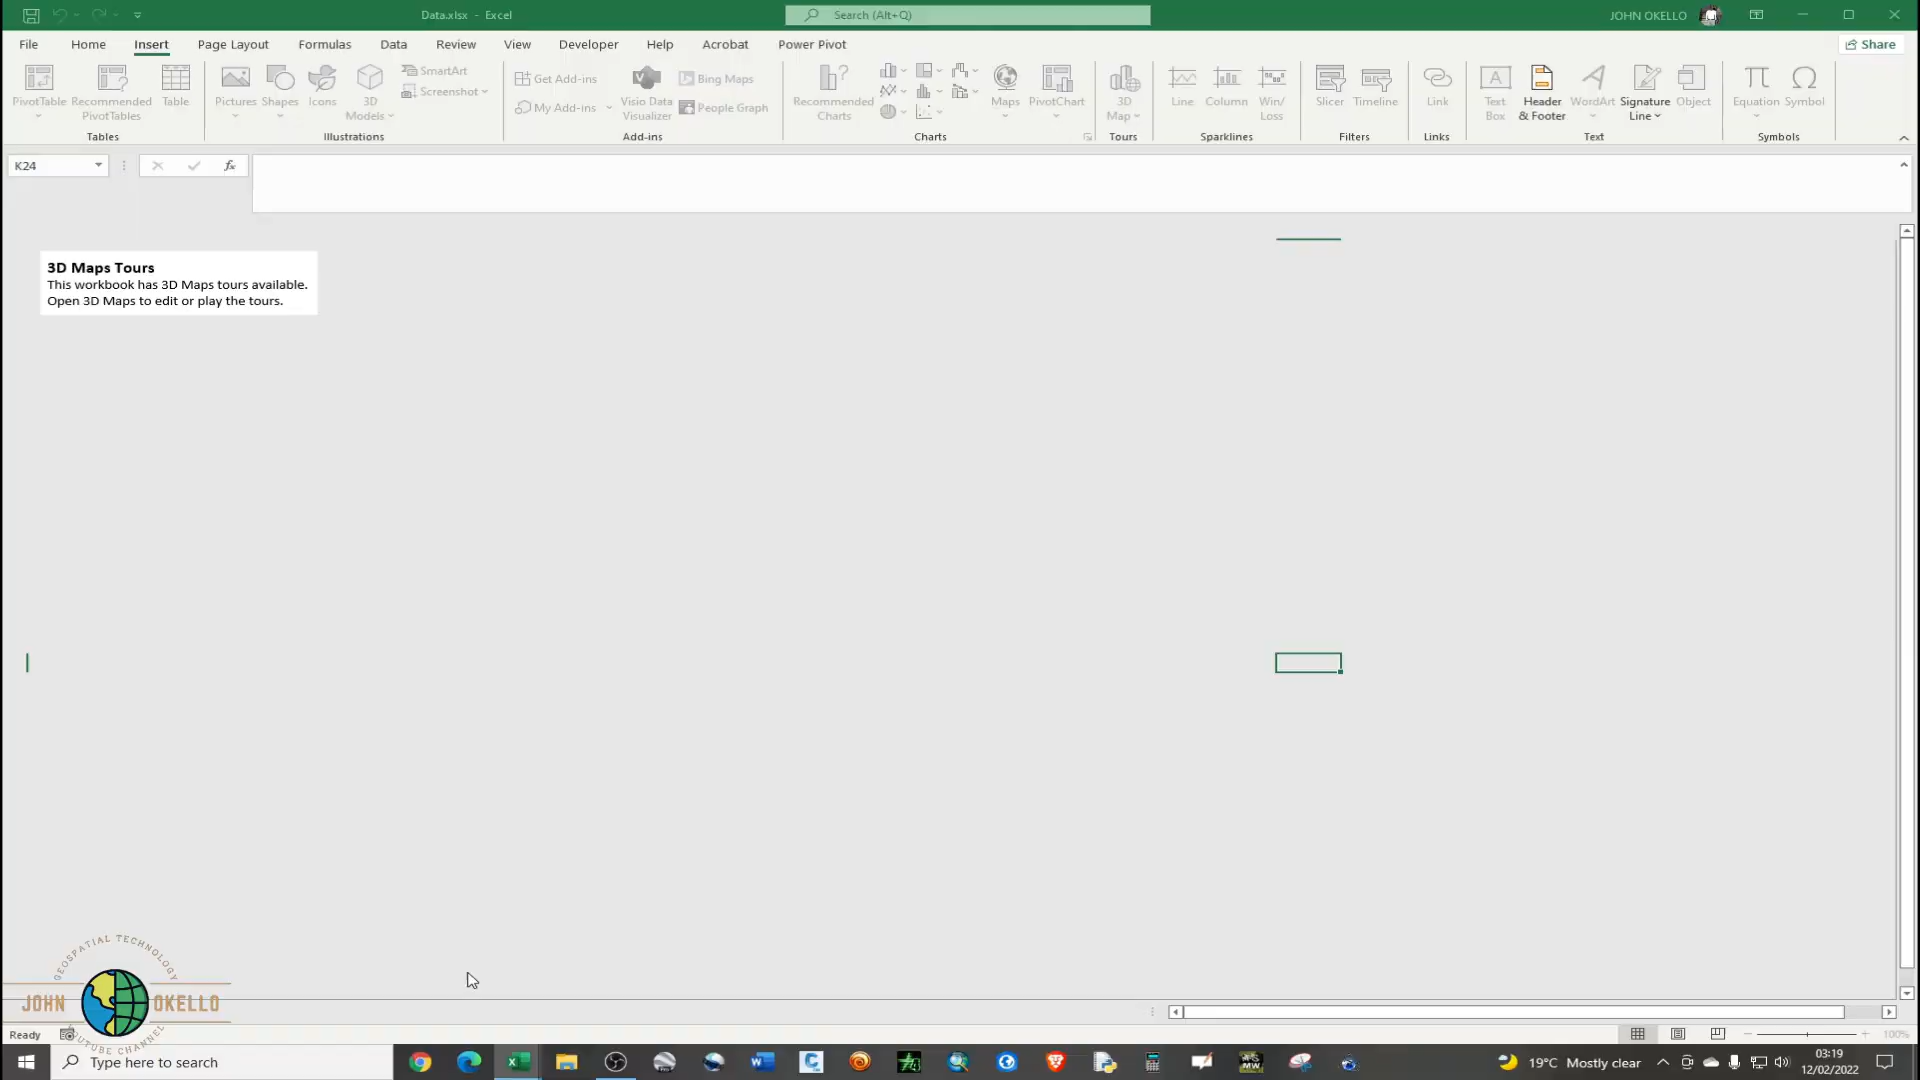 Data.xlsx - Excel
Search (Alt+Q)
JOHN OKELLO
File Home Insert Page Layout Formulas Data Review View Developer Help Acrobat Power Pivot
Share
PivotTable
Recommended
PivotTables
Table
Tables
Pictures
Shapes
Icons
3D
Models
SmartArt
Screenshot
Illustrations
Get Add-ins
My Add-ins
Visio Data
Visualizer
Bing Maps
People Graph
Add-ins
Recommended
Charts
Maps
PivotChart
Charts
3D
Map
Tours
Line
Column
Win/
Loss
Sparklines
Slicer
Timeline
Filters
Link
Links
Text
Box
Header
& Footer
WordArt
Signature
Line
Object
Text
Equation
Symbol
Symbols
K24
fx
3D Maps Tours
This workbook has 3D Maps tours available.
Open 3D Maps to edit or play the tours.
GEOSPATIAL TECHNOLOGY
JOHN OKELLO
YOUTUBE CHANNEL
Ready
100%
Type here to search
19°C Mostly clear
03:19
12/02/2022